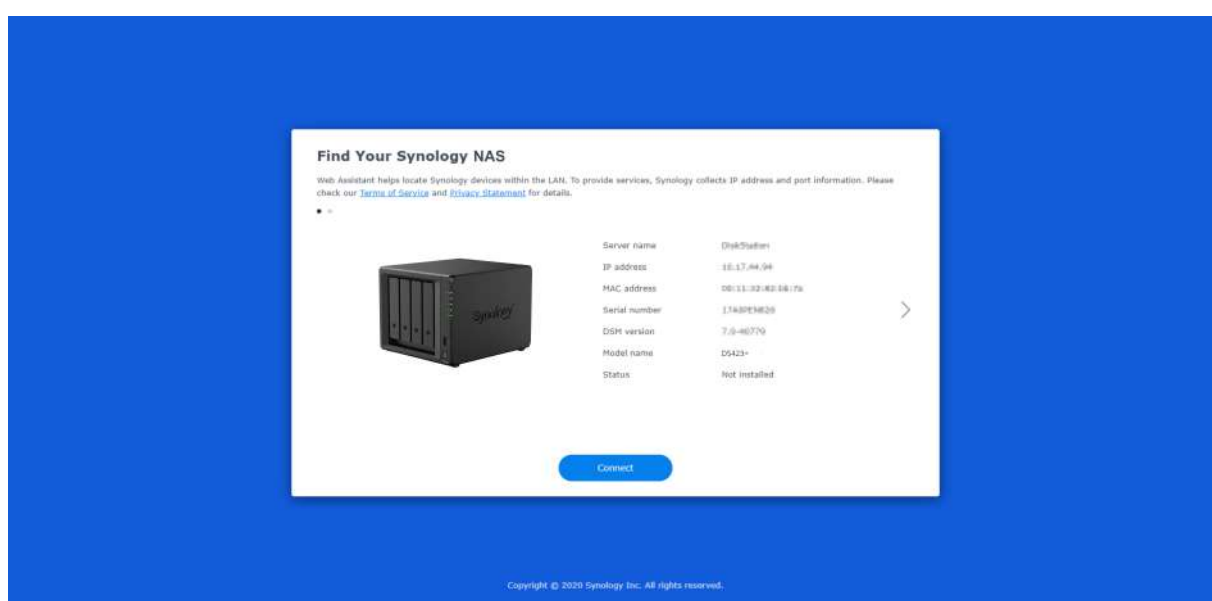 Find Your Synology NAS
Web Assistant helps locate Synology devices within the LAN. To provide services, Synology collects IP address and port information. Please
check our Terms of Service and Privacy Statement for details.
Synology
Server name DiskStation
IP address
MAC address
Serial number
DSM version
Model name DS423+
Status Not installed
Connect
Copyright © 2020 Synology Inc. All rights reserved.